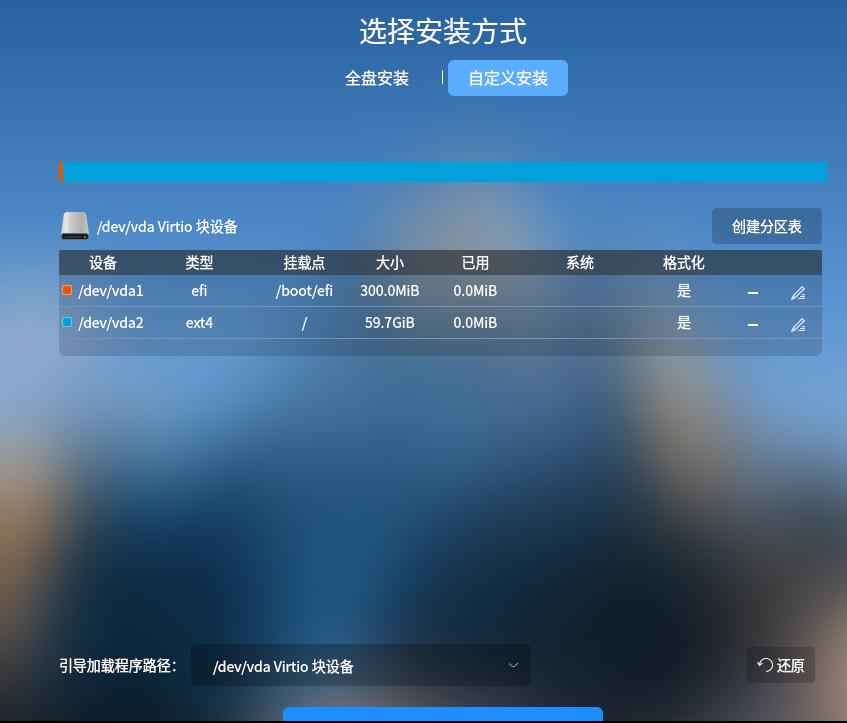 选择安装方式
全盘安装 | 自定义安装
/dev/vda Virtio 块设备 创建分区表
设备 类型 挂载点 大小 已用 系统 格式化
/dev/vda1 efi /boot/efi 300.0MiB 0.0MiB 是
/dev/vda2 ext4 / 59.7GiB 0.0MiB 是
引导加载程序路径: /dev/vda Virtio 块设备 还原